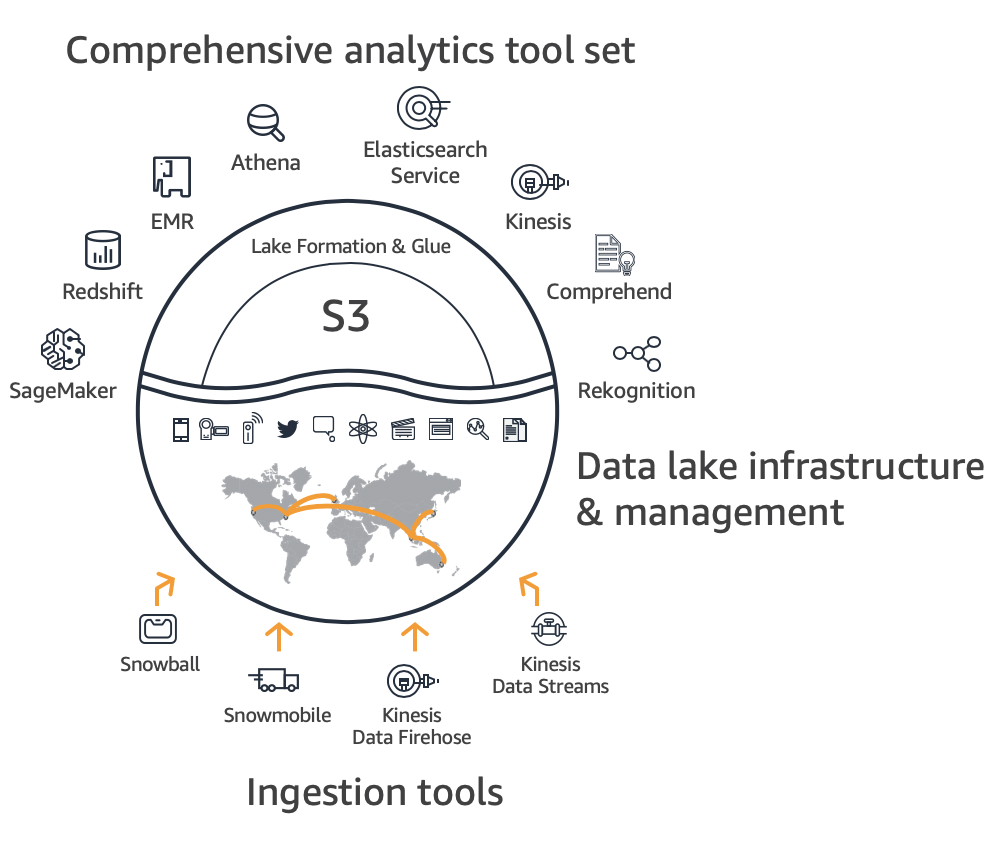 Comprehensive analytics tool set
Athena
Elasticsearch
Service
EMR
Kinesis
Lake Formation & Glue
Redshift
Comprehend
S3
SageMaker
Rekognition
Data lake infrastructure
& management
Snowball
Snowmobile
Kinesis
Data Firehose
Kinesis
Data Streams
Ingestion tools